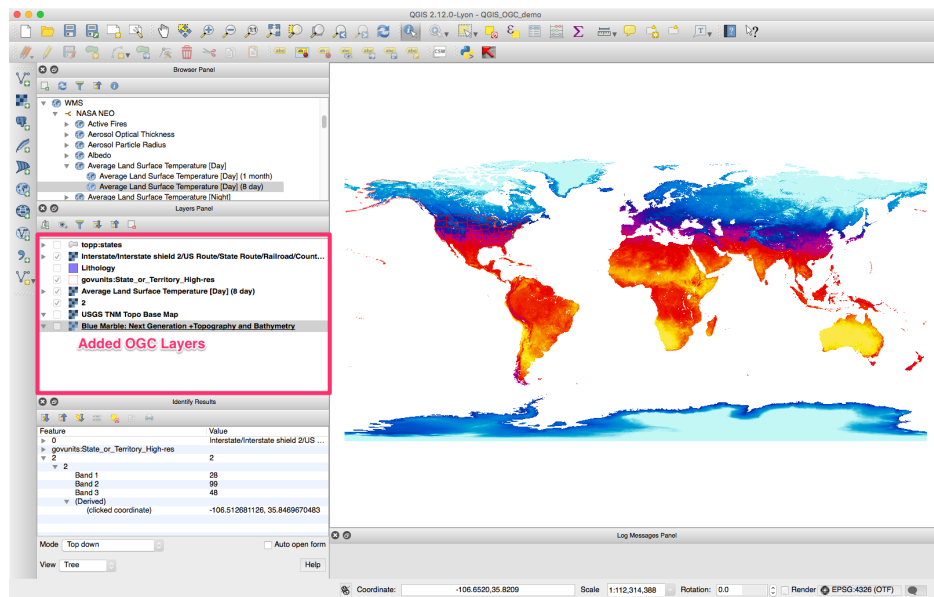 QGIS 2.12.0-Lyon - QGIS_OGC_demo
Browser Panel
WMS
NASA NEO
Active Fires
Aerosol Optical Thickness
Aerosol Particle Radius
Albedo
Average Land Surface Temperature [Day]
Average Land Surface Temperature [Day] (1 month)
Average Land Surface Temperature [Day] (8 day)
Average Land Surface Temperature [Night]
Layers Panel
topp:states
Interstate/Interstate shield 2/US Route/State Route/Railroad/Count...
Lithology
govunits:State_or_Territory_High-res
Average Land Surface Temperature [Day] (8 day)
2
USGS TNM Topo Base Map
Blue Marble: Next Generation +Topography and Bathymetry
Added OGC Layers
Identify Results
Feature Value
0 Interstate/Interstate shield 2/US ...
govunits:State_or_Territory_High-res
2 2
2
Band 1 28
Band 2 99
Band 3 48
(Derived)
(clicked coordinate) -106.512681126, 35.8469670483
Mode Top down Auto open form
View Tree Help
Log Messages Panel
Coordinate: -106.6520,35.8209 Scale 1:112,314,388 Rotation: 0.0 Render EPSG:4326 (OTF)